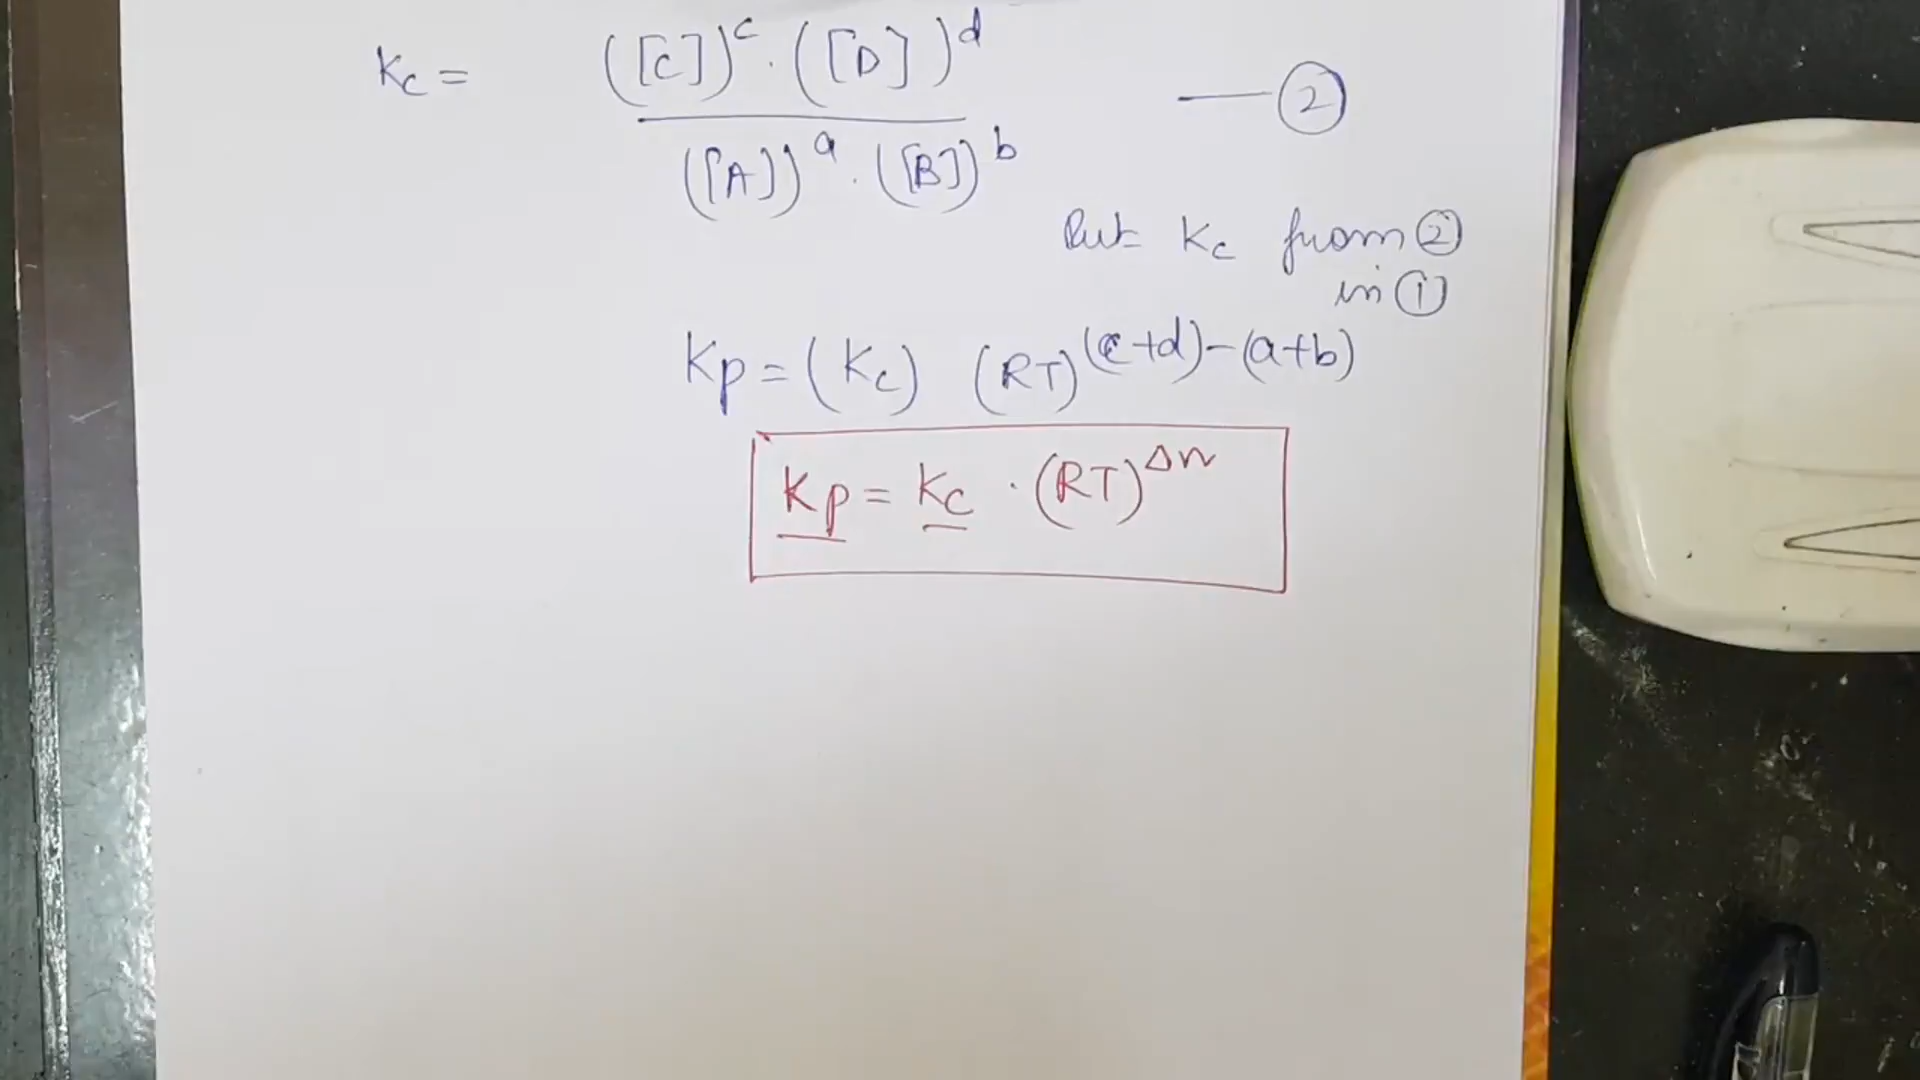 Kc = ([C])^c . ([D])^d / ([A])^a . ([B])^b — ②
Put Kc from ②
in ①
Kp = (Kc) (RT)^(c+d)-(a+b)
Kp = Kc . (RT)^Δn